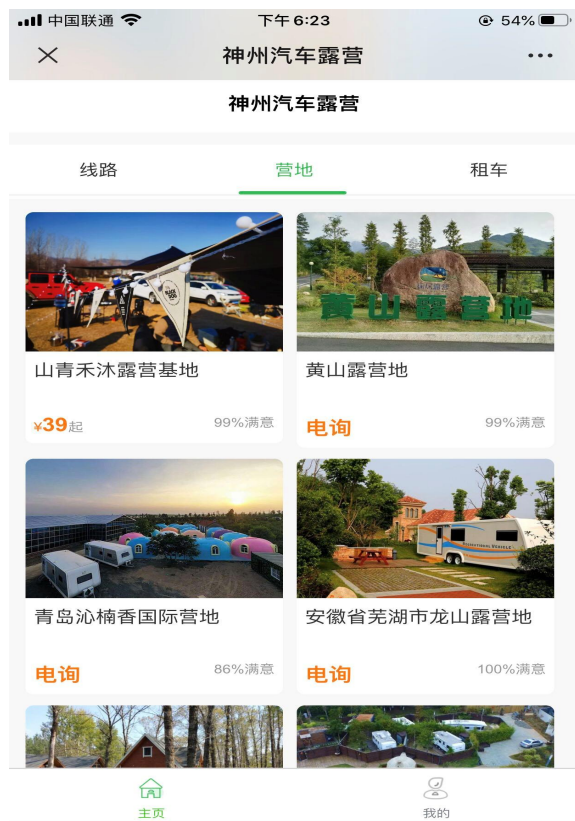 中国联通
下午6:23
54%
神州汽车露营
神州汽车露营
线路
营地
租车
BLACK DOG
黄山露营地
山青禾沐露营基地
黄山露营地
¥39起
99%满意
电询
99%满意
RECREATIONAL VEHICLE
青岛沁楠香国际营地
安徽省芜湖市龙山露营地
电询
86%满意
电询
100%满意
主页
我的